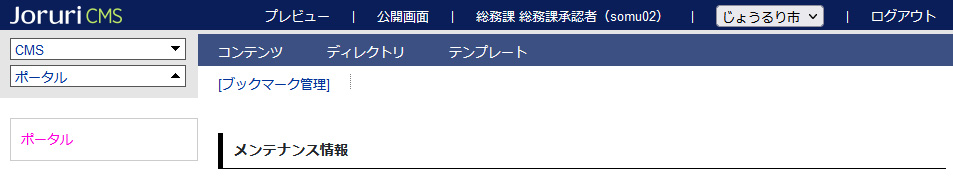 Joruri CMS プレビュー | 公開画面 | 総務課 総務課承認者（somu02） | じょうるり市 | ログアウト
CMS コンテンツ ディレクトリ テンプレート
ポータル [ブックマーク管理]
ポータル
メンテナンス情報